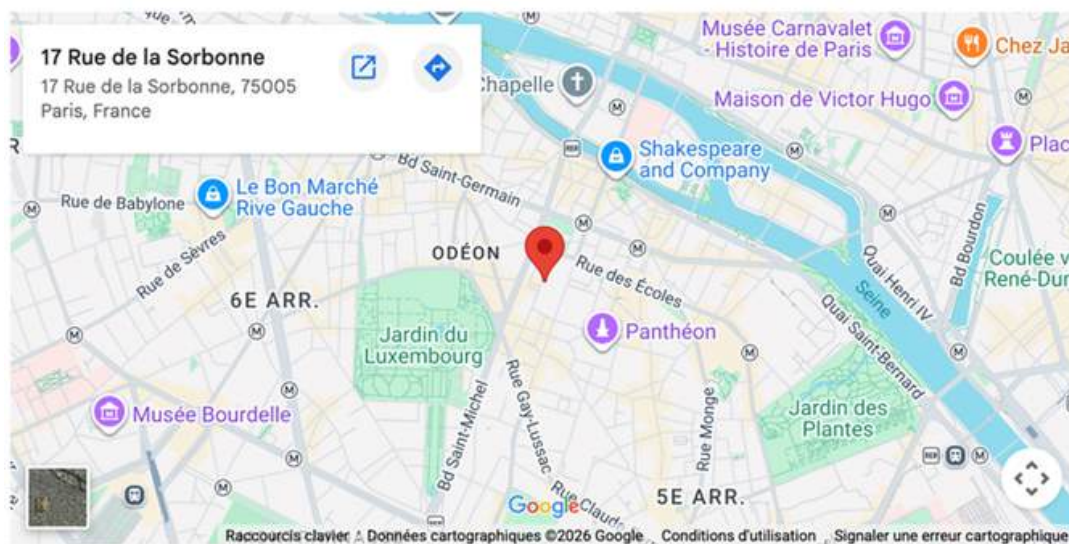 17 Rue de la Sorbonne
17 Rue de la Sorbonne, 75005
Paris, France
Musée Carnavalet
- Histoire de Paris
Chez Ja
Chapelle
Maison de Victor Hugo
Plac
Shakespeare
and Company
Bd Saint-Germain
Le Bon Marché
Rive Gauche
Rue de Babylone
Rue de Sèvres
ODÉON
Rue des Écoles
Bd Bourdon
Quai Henri IV
Coulée v
René-Dum
Seine
Quai Saint-Bernard
6E ARR.
Jardin du
Luxembourg
Panthéon
Musée Bourdelle
Bd Saint-Michel
Rue Gay-Lussac
Rue Monge
Jardin des
Plantes
5E ARR.
Rue Claude
Google
Raccourcis clavier
Données cartographiques ©2026 Google
Conditions d'utilisation
Signaler une erreur cartographique